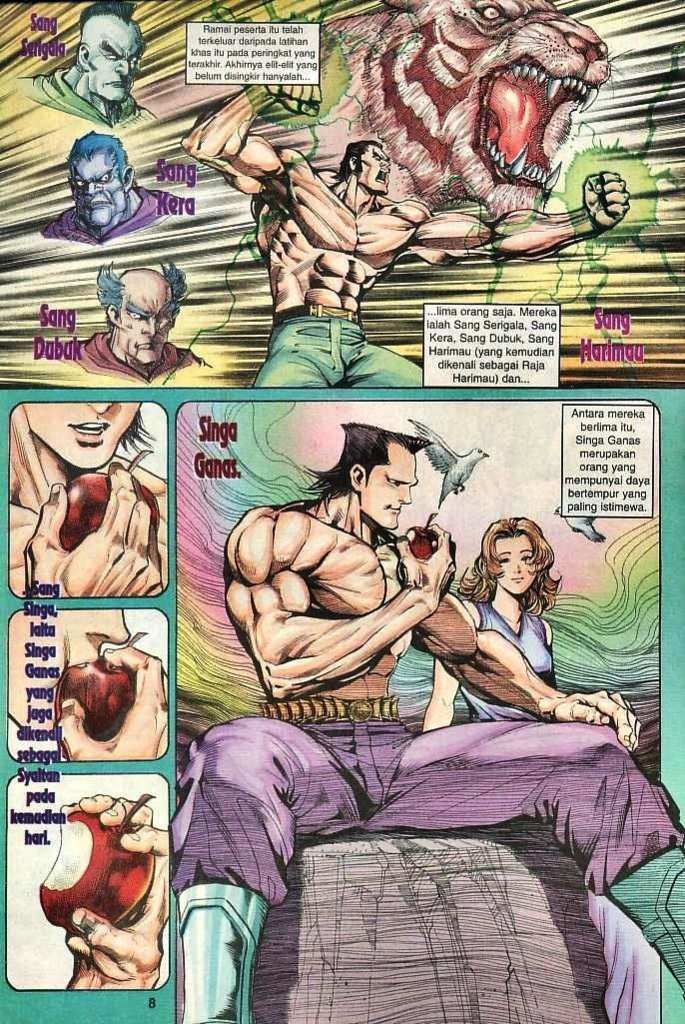 Sang
Serigala
Ramai peserta itu telah
terkeluar daripada latihan
khas itu pada peringkat yang
terakhir. Akhirnya elit-elit yang
belum disingkir hanyalah...
Sang
Kera
Sang
Dubuk
...lima orang saja. Mereka
ialah Sang Serigala, Sang
Kera, Sang Dubuk, Sang
Harimau (yang kemudian
dikenali sebagai Raja
Harimau) dan...
Sang
Harimau
...Sang
Singa,
iaitu
Singa
Ganas
yang
juga
dikenali
sebagai
Syaitan
pada
kemudian
hari.
Singa
Ganas.
Antara mereka
berlima itu,
Singa Ganas
merupakan
orang yang
mempunyai daya
bertempur yang
paling istimewa.
8